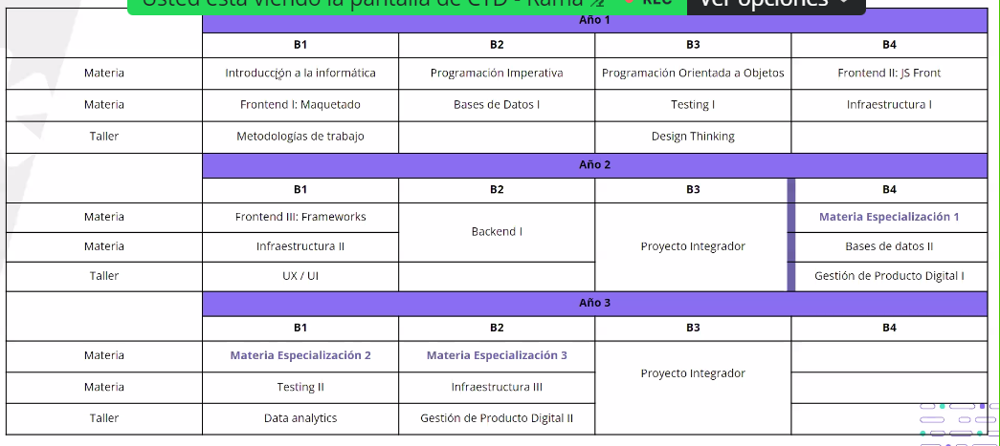 Usted está viendo la pantalla de CTD - Rama
REC
Ver opciones
Año 1
B1 B2 B3 B4
Materia Introducción a la informática Programación Imperativa Programación Orientada a Objetos Frontend II: JS Front
Materia Frontend I: Maquetado Bases de Datos I Testing I Infraestructura I
Taller Metodologías de trabajo Design Thinking
Año 2
B1 B2 B3 B4
Materia Frontend III: Frameworks Materia Especialización 1
Backend I
Materia Infraestructura II Proyecto Integrador Bases de datos II
Taller UX / UI Gestión de Producto Digital I
Año 3
B1 B2 B3 B4
Materia Materia Especialización 2 Materia Especialización 3
Proyecto Integrador
Materia Testing II Infraestructura III
Taller Data analytics Gestión de Producto Digital II